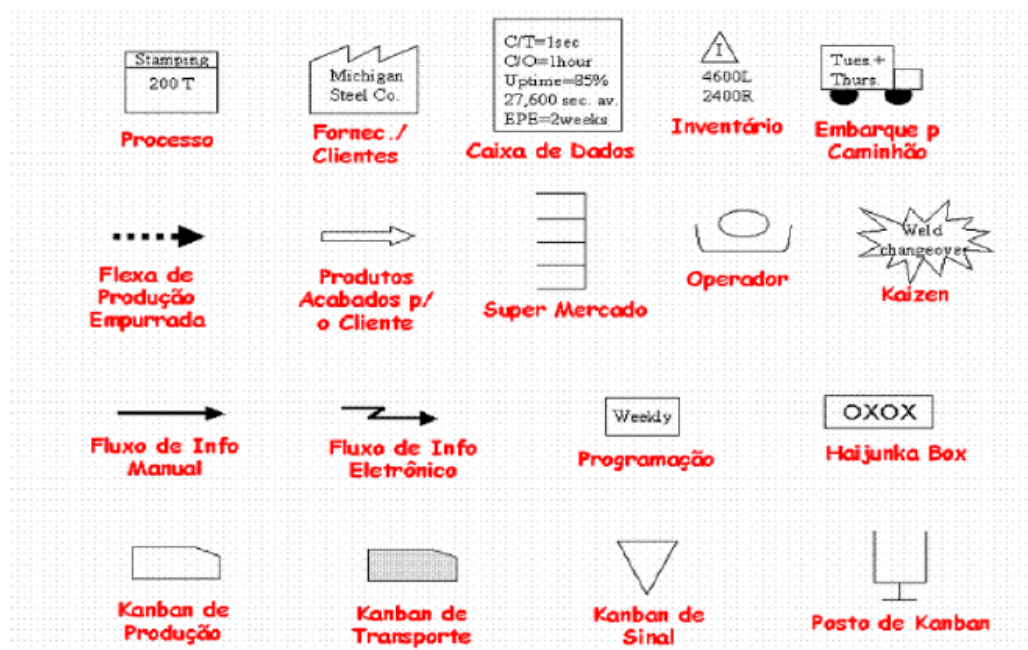 Stamping
200 T
Processo
Michigan
Steel Co.
Fornec./
Clientes
C/T=1sec
C/O=1hour
Uptime=85%
27,600 sec. av.
EPE=2weeks
Caixa de Dados
I
4600L
2400R
Inventário
Tues.+
Thurs.
Embarque p
Caminhão
Flexa de
Produção
Empurrada
Produtos
Acabados p/
o Cliente
Super Mercado
Operador
Weld
changeover
Kaizen
Fluxo de Info
Manual
Fluxo de Info
Eletrônico
Weekly
Programação
OXOX
Haijunka Box
Kanban de
Produção
Kanban de
Transporte
Kanban de
Sinal
Posto de Kanban